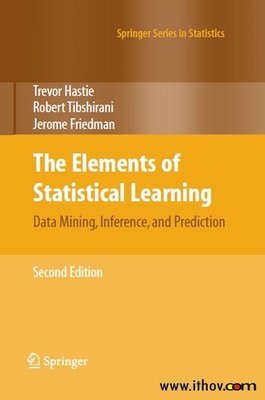 Springer Series in Statistics
Trevor Hastie
Robert Tibshirani
Jerome Friedman
The Elements of
Statistical Learning
Data Mining, Inference, and Prediction
Second Edition
Springer
www.ithov.com